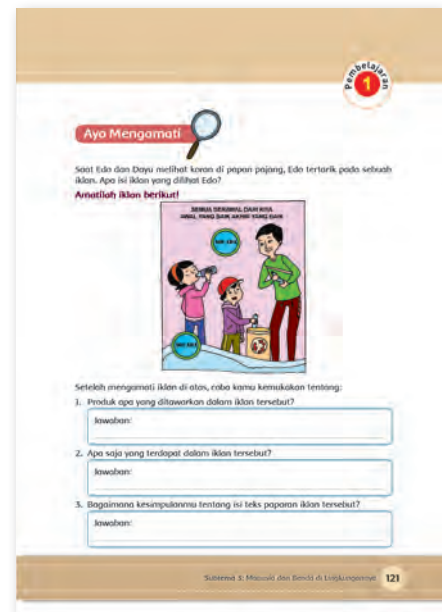 Pembelajaran
1
Ayo Mengamati
Saat Edo dan Dayu melihat koran di papan pajang, Edo tertarik pada sebuah
iklan. Apa isi iklan yang dilihat Edo?
Amatilah iklan berikut!
SEMUA BERAWAL DARI KITA
AWAL YANG BAIK AKHIR YANG BAIK
Setelah mengamati iklan di atas, coba kamu kemukakan tentang:
1. Produk apa yang ditawarkan dalam iklan tersebut?
Jawaban:
2. Apa saja yang terdapat dalam iklan tersebut?
Jawaban:
3. Bagaimana kesimpulanmu tentang isi teks paparan iklan tersebut?
Jawaban:
Subtema 3: Manusia dan Benda di Lingkungannya 121